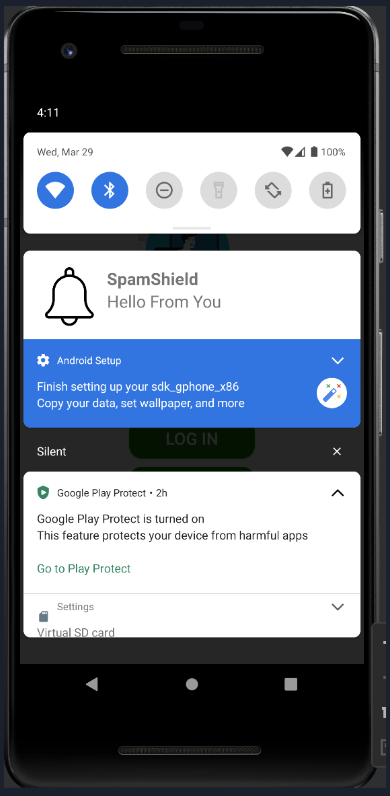 4:11
Wed, Mar 29
100%
SpamShield
Hello From You
Android Setup
Finish setting up your sdk_gphone_x86
Copy your data, set wallpaper, and more
LOG IN
Silent
Google Play Protect • 2h
Google Play Protect is turned on
This feature protects your device from harmful apps
Go to Play Protect
Settings
Virtual SD card